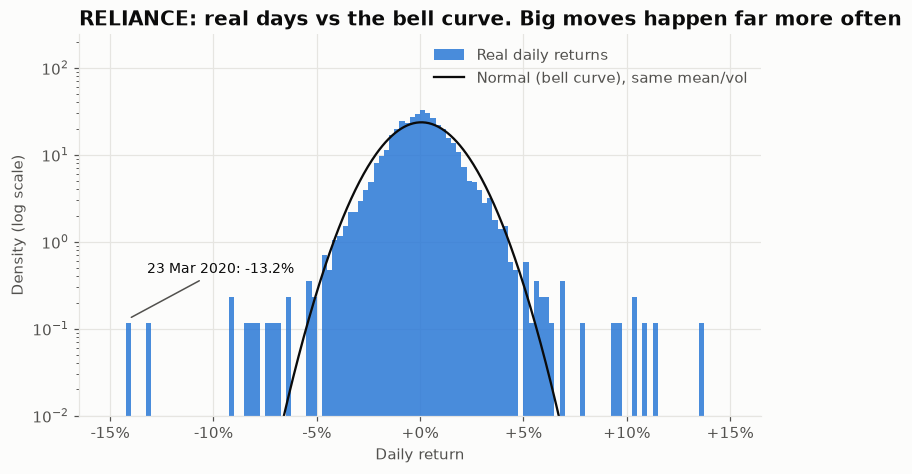 RELIANCE: real days vs the bell curve. Big moves happen far more often
Real daily returns
Normal (bell curve), same mean/vol
Density (log scale)
10²
10¹
10⁰
10⁻¹
10⁻²
23 Mar 2020: -13.2%
-15%
-10%
-5%
+0%
+5%
+10%
+15%
Daily return